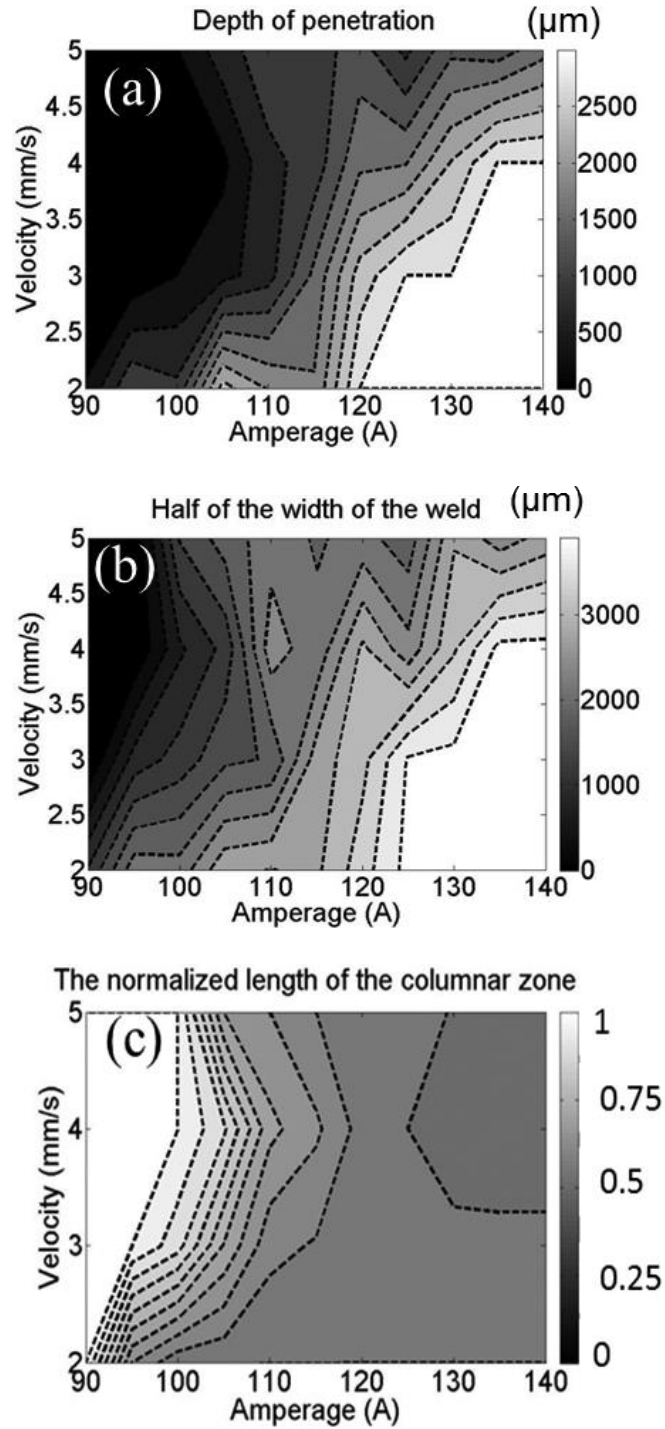 Depth of penetration (μm)
(a)
5
4.5
4
3.5
3
2.5
2
Velocity (mm/s)
90 100 110 120 130 140
Amperage (A)
2500
2000
1500
1000
500
0
Half of the width of the weld (μm)
(b)
5
4.5
4
3.5
3
2.5
2
Velocity (mm/s)
90 100 110 120 130 140
Amperage (A)
3000
2000
1000
0
The normalized length of the columnar zone
(c)
5
4
3
2
Velocity (mm/s)
90 100 110 120 130 140
Amperage (A)
1
0.75
0.5
0.25
0